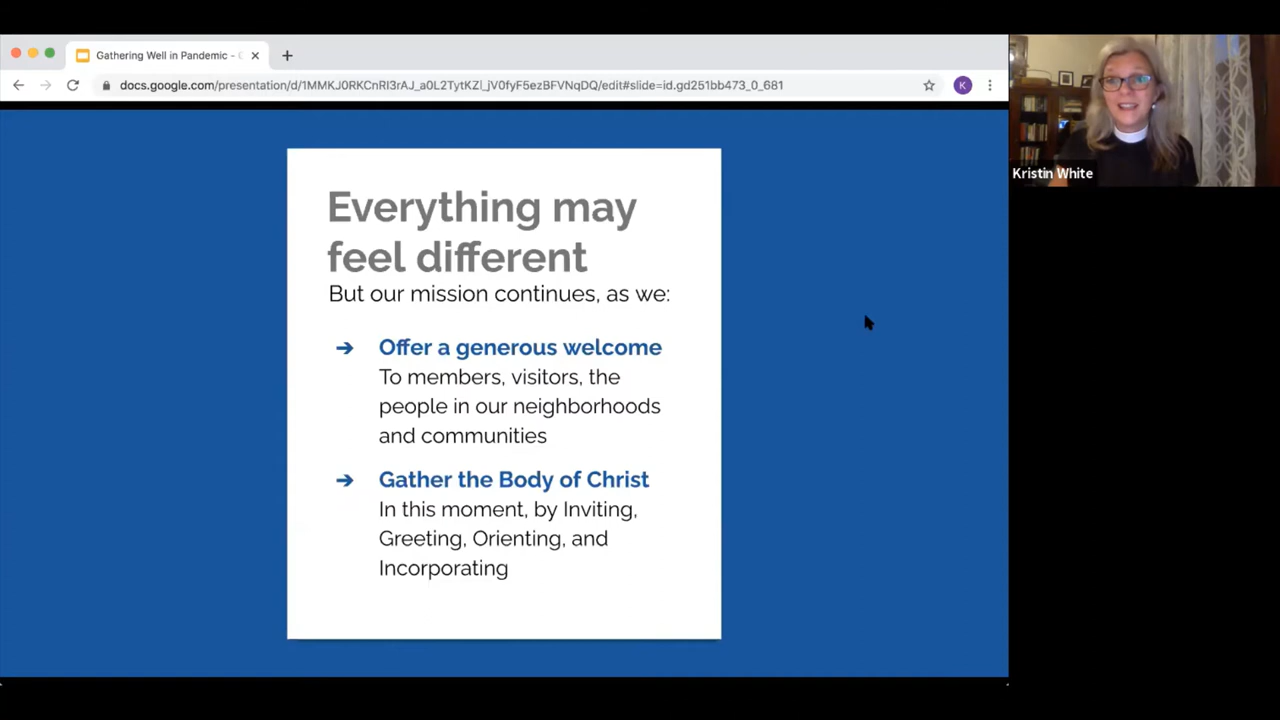 Gathering Well in Pandemic - G
docs.google.com/presentation/d/1MMKJ0RKCnRl3rAJ_a0L2TytKZl_jV0fyF5ezBFVNqDQ/edit#slide=id.gd251bb473_0_681
K
Kristin White
Everything may
feel different
But our mission continues, as we:
➔ Offer a generous welcome
To members, visitors, the
people in our neighborhoods
and communities
➔ Gather the Body of Christ
In this moment, by Inviting,
Greeting, Orienting, and
Incorporating